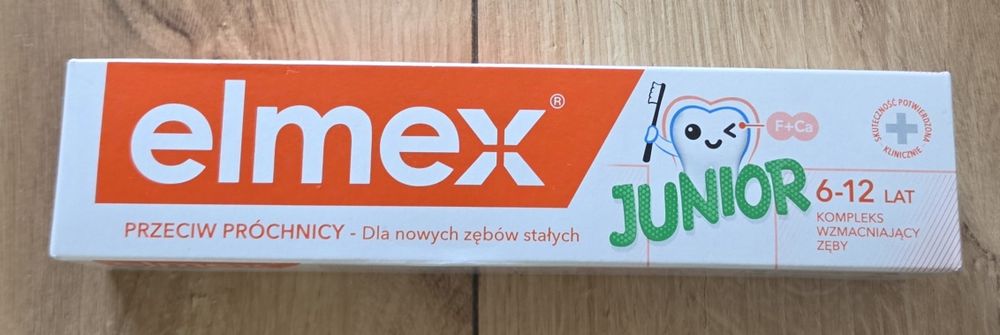 elmex®
PRZECIW PRÓCHNICY - Dla nowych zębów stałych
F+Ca
JUNIOR
6-12 LAT
KOMPLEKS
WZMACNIAJĄCY
ZĘBY
SKUTECZNOŚĆ POTWIERDZONA
KLINICZNIE